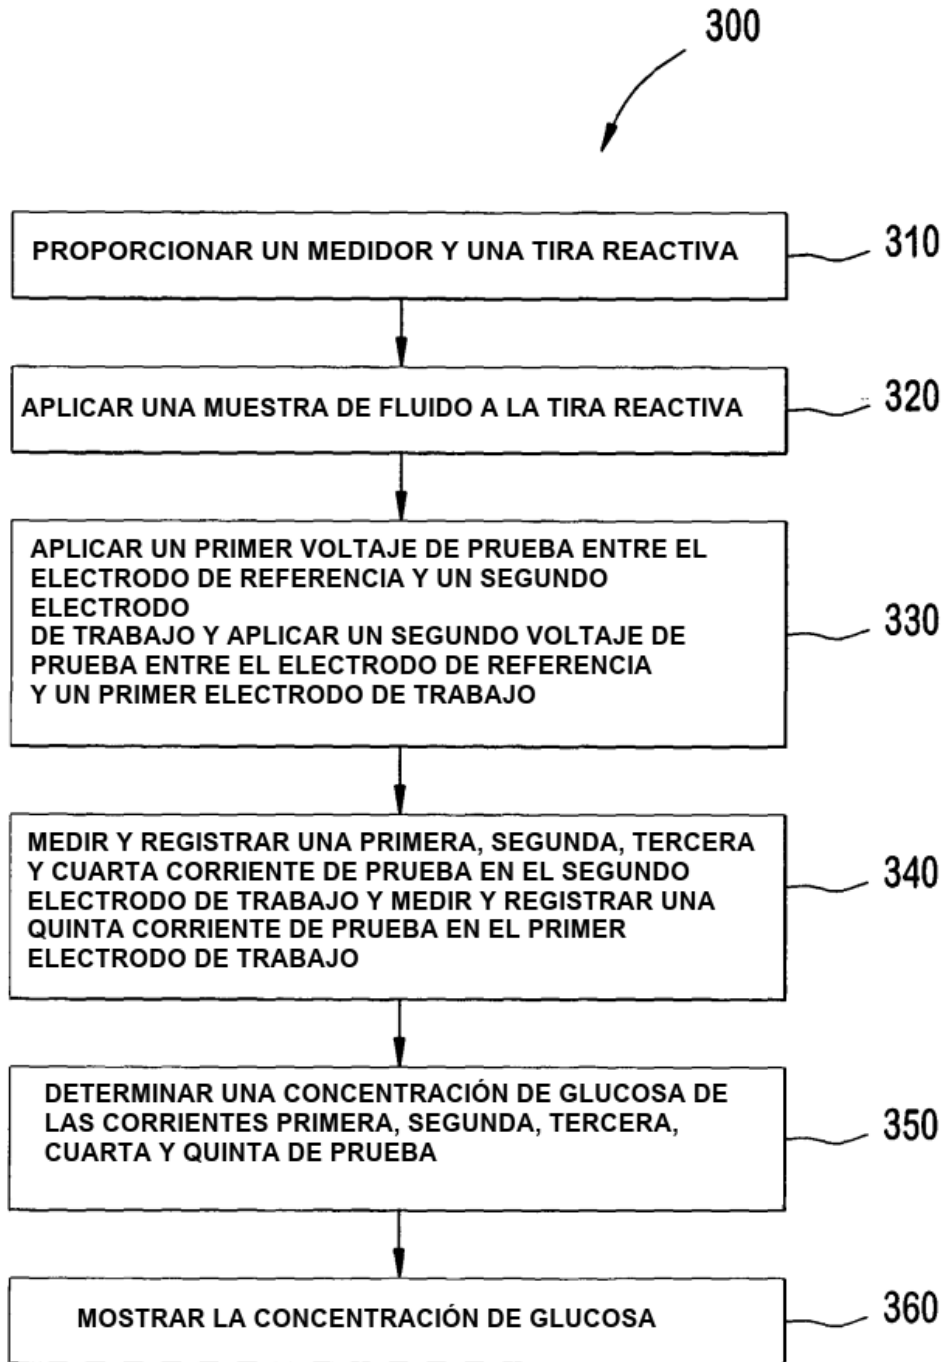 300
PROPORCIONAR UN MEDIDOR Y UNA TIRA REACTIVA
310
APLICAR UNA MUESTRA DE FLUIDO A LA TIRA REACTIVA
320
APLICAR UN PRIMER VOLTAJE DE PRUEBA ENTRE EL
ELECTRODO DE REFERENCIA Y UN SEGUNDO
ELECTRODO
DE TRABAJO Y APLICAR UN SEGUNDO VOLTAJE DE
PRUEBA ENTRE EL ELECTRODO DE REFERENCIA
Y UN PRIMER ELECTRODO DE TRABAJO
330
MEDIR Y REGISTRAR UNA PRIMERA, SEGUNDA, TERCERA
Y CUARTA CORRIENTE DE PRUEBA EN EL SEGUNDO
ELECTRODO DE TRABAJO Y MEDIR Y REGISTRAR UNA
QUINTA CORRIENTE DE PRUEBA EN EL PRIMER
ELECTRODO DE TRABAJO
340
DETERMINAR UNA CONCENTRACIÓN DE GLUCOSA DE
LAS CORRIENTES PRIMERA, SEGUNDA, TERCERA,
CUARTA Y QUINTA DE PRUEBA
350
MOSTRAR LA CONCENTRACIÓN DE GLUCOSA
360